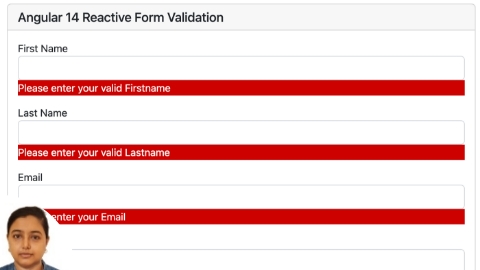 Angular 14 Reactive Form Validation
First Name
Please enter your valid Firstname
Last Name
Please enter your valid Lastname
Email
enter your Email